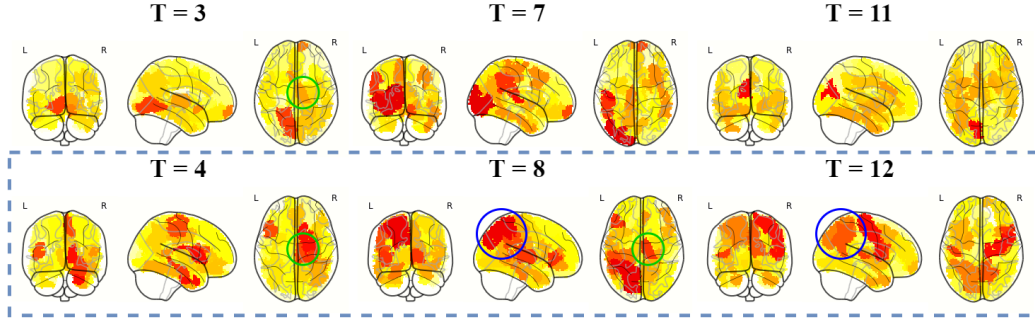 T = 3 T = 7 T = 11
L R L R L R
T = 4 T = 8 T = 12
L R L R L R